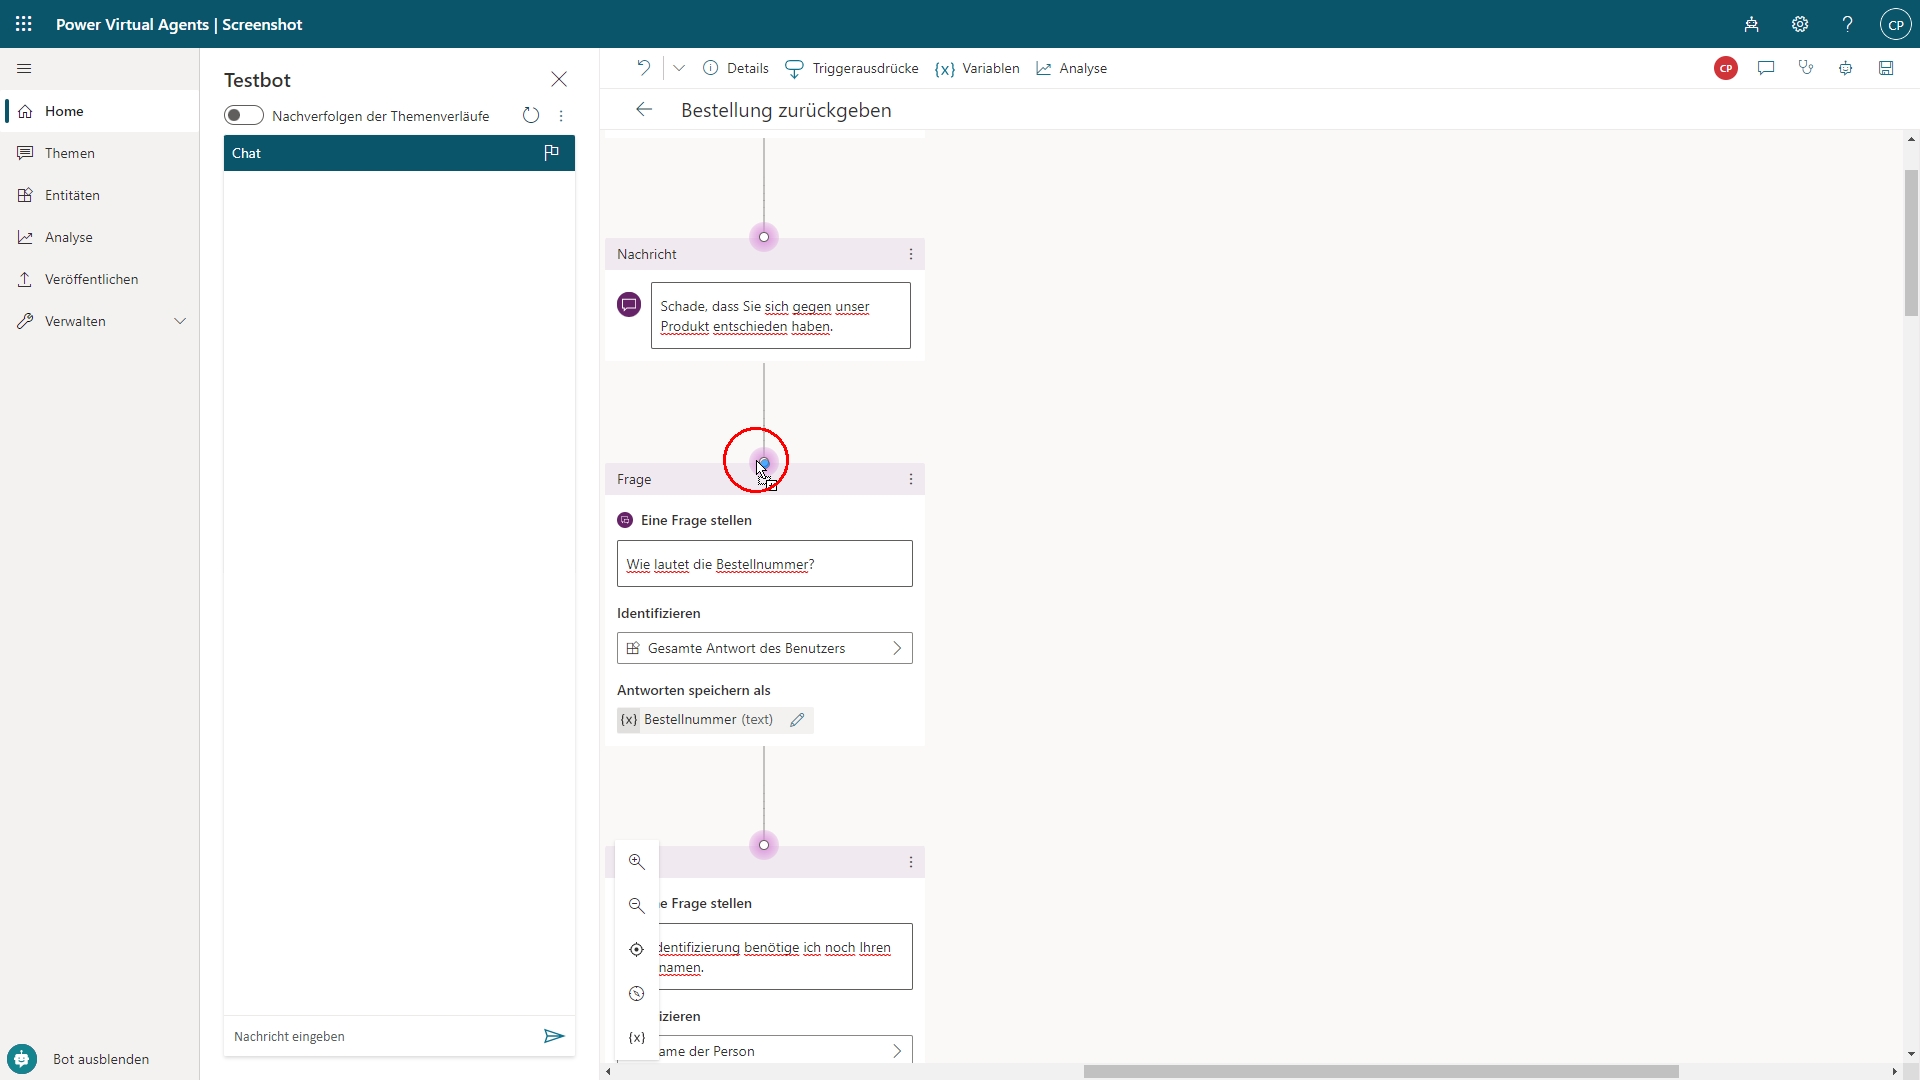 Power Virtual Agents | Screenshot
CP
Home
Themen
Entitäten
Analyse
Veröffentlichen
Verwalten
Bot ausblenden
Testbot
Nachverfolgen der Themenverläufe
Chat
Nachricht eingeben
Details
Triggerausdrücke
{x} Variablen
Analyse
CP
Bestellung zurückgeben
Nachricht
Schade, dass Sie sich gegen unser
Produkt entschieden haben.
Frage
Eine Frage stellen
Wie lautet die Bestellnummer?
Identifizieren
Gesamte Antwort des Benutzers
Antworten speichern als
{x} Bestellnummer (text)
e Frage stellen
dentifizierung benötige ich noch Ihren
namen.
izieren
ame der Person
{x}